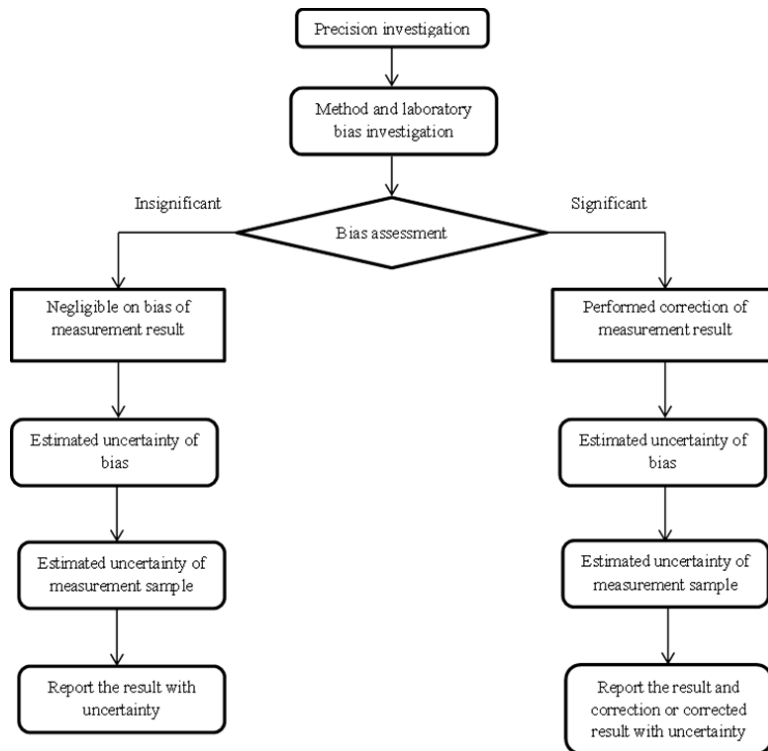 Precision investigation
Method and laboratory
bias investigation
Insignificant
Significant
Bias assessment
Negligible on bias of
measurement result
Performed correction of
measurement result
Estimated uncertainty of
bias
Estimated uncertainty of
bias
Estimated uncertainty of
measurement sample
Estimated uncertainty of
measurement sample
Report the result with
uncertainty
Report the result and
correction or corrected
result with uncertainty